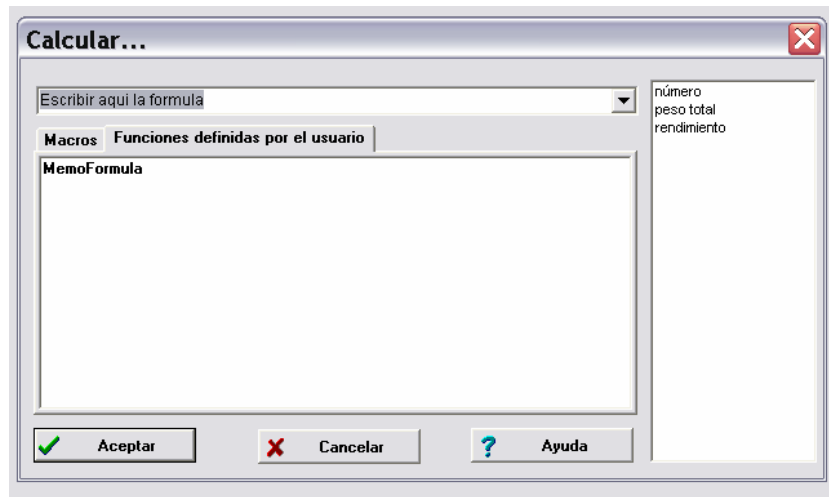 Calcular...
Escribir aqui la formula
número
peso total
rendimiento
Macros
Funciones definidas por el usuario
MemoFormula
Aceptar
Cancelar
? Ayuda